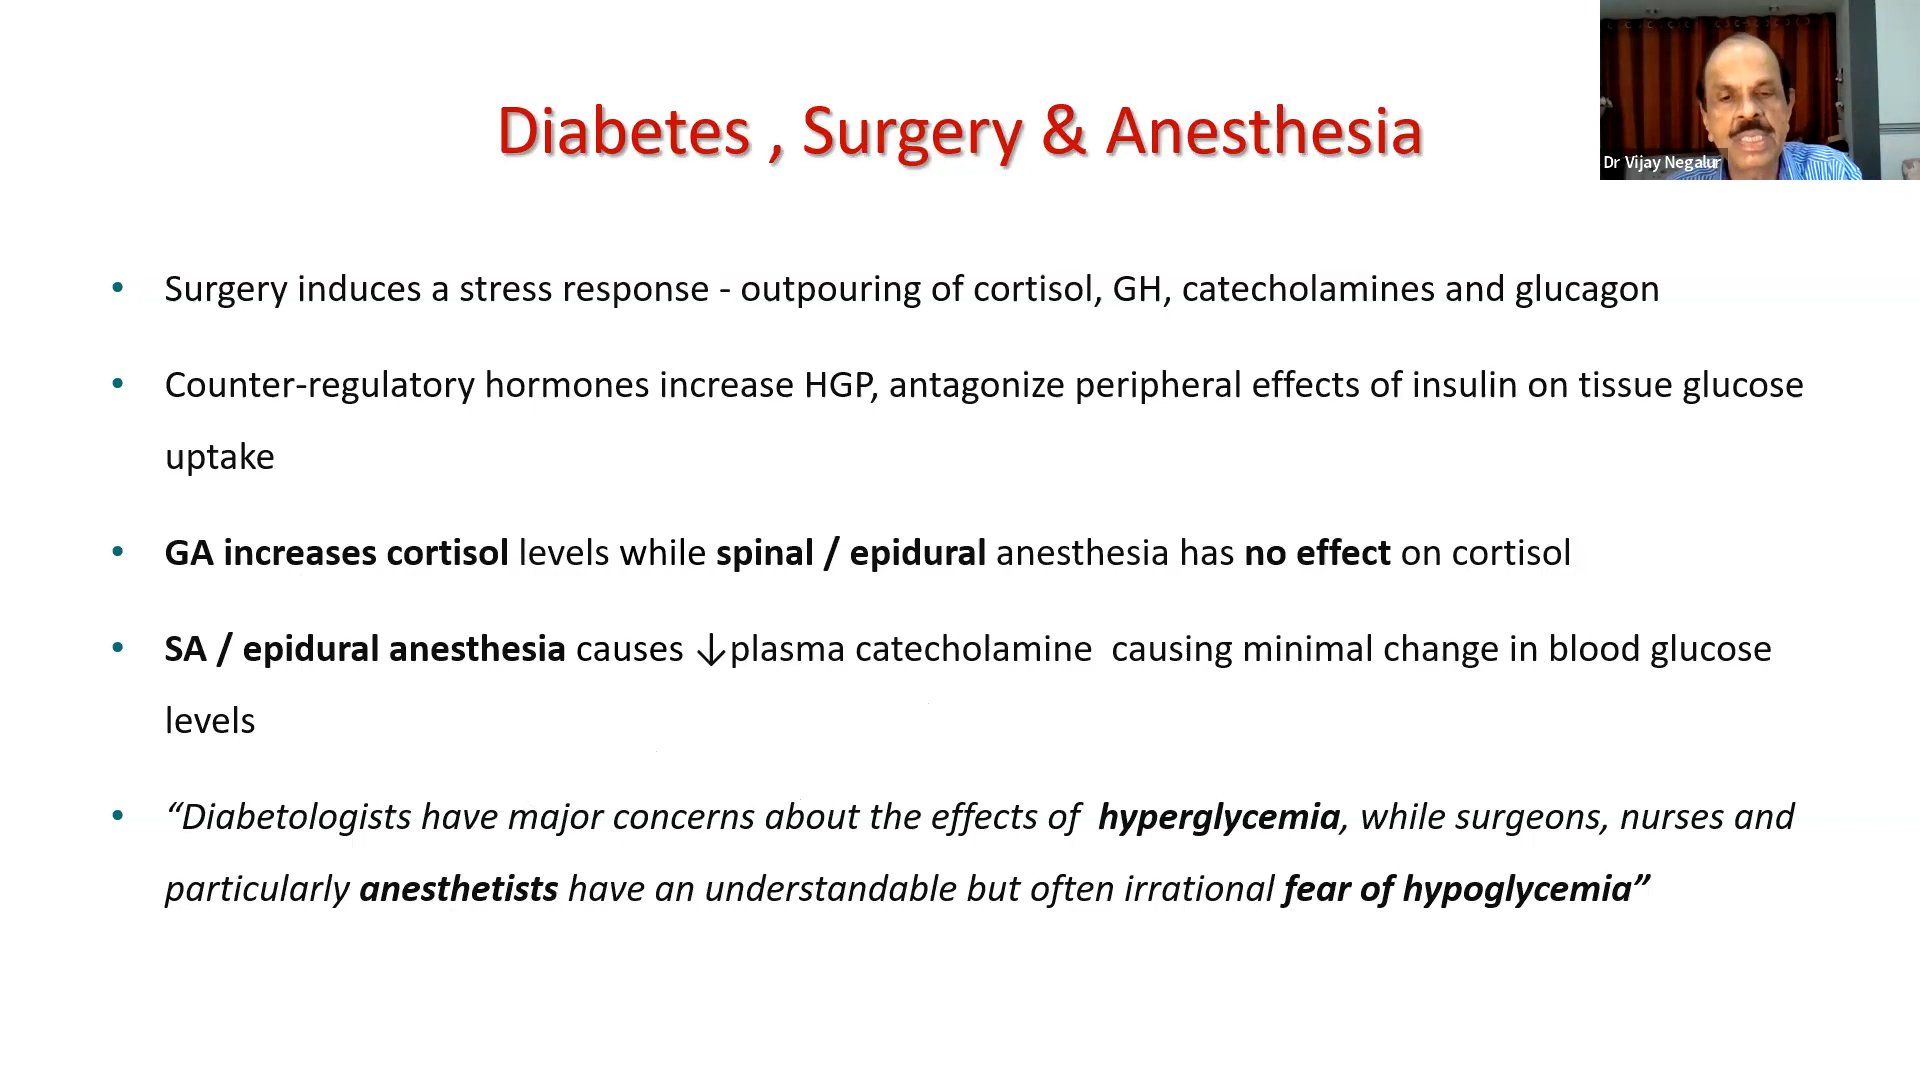 Diabetes , Surgery & Anesthesia
Dr Vijay Negalur
• Surgery induces a stress response - outpouring of cortisol, GH, catecholamines and glucagon
• Counter-regulatory hormones increase HGP, antagonize peripheral effects of insulin on tissue glucose
uptake
• GA increases cortisol levels while spinal / epidural anesthesia has no effect on cortisol
• SA / epidural anesthesia causes ↓plasma catecholamine  causing minimal change in blood glucose
levels
• “Diabetologists have major concerns about the effects of  hyperglycemia, while surgeons, nurses and
particularly anesthetists have an understandable but often irrational fear of hypoglycemia”